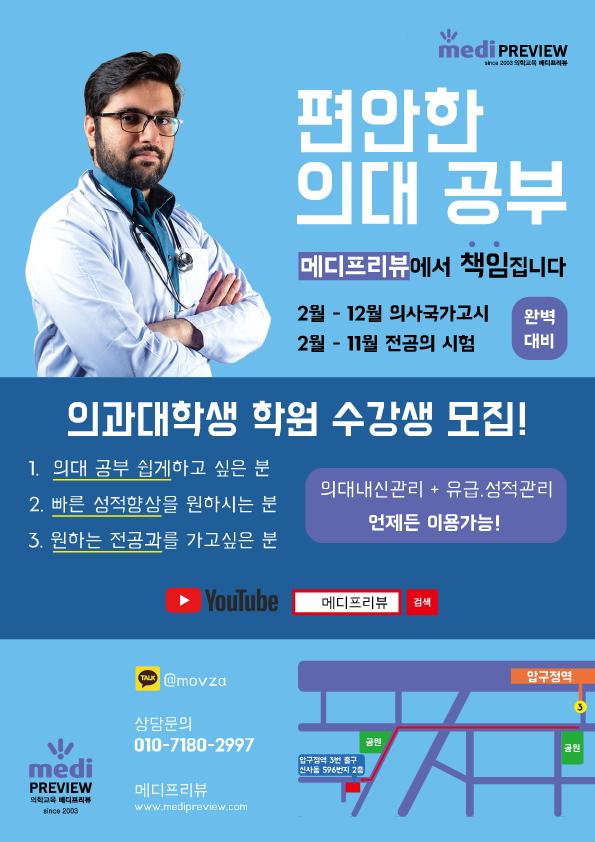 medi PREVIEW
since 2003 의학교육 메디프리뷰
편안한
의대 공부
메디프리뷰에서 책임집니다
2월 - 12월 의사국가고시
2월 - 11월 전공의 시험
완벽
대비
의과대학생 학원 수강생 모집!
1. 의대 공부 쉽게하고 싶은 분
2. 빠른 성적향상을 원하시는 분
3. 원하는 전공과를 가고싶은 분
의대내신관리 + 유급.성적관리
언제든 이용가능!
YouTube 메디프리뷰 검색
TALK @movza
상담문의
010-7180-2997
메디프리뷰
www.medipreview.com
medi
PREVIEW
의학교육 메디프리뷰
since 2003
압구정역
3
공원
공원
압구정역 3번 출구
신사동 596번지 2층